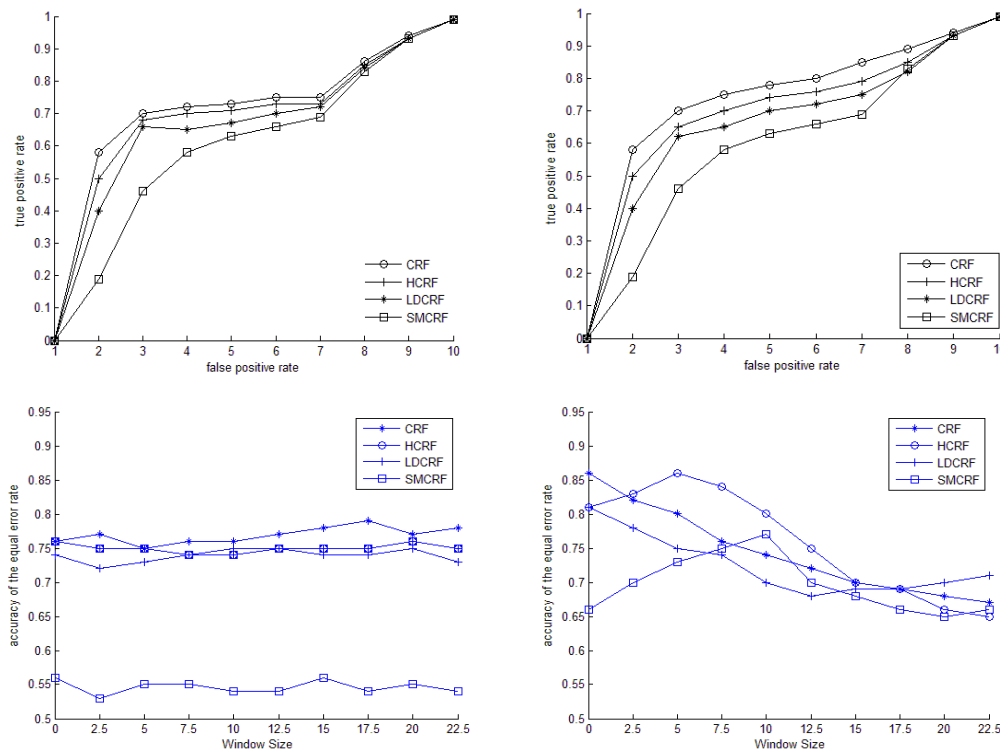 true positive rate
1
0.9
0.8
0.7
0.6
0.5
0.4
0.3
0.2
0.1
0
1 2 3 4 5 6 7 8 9 10
false positive rate
CRF
HCRF
LDCRF
SMCRF
true positive rate
1
0.9
0.8
0.7
0.6
0.5
0.4
0.3
0.2
0.1
0
1 2 3 4 5 6 7 8 9 1
false positive rate
CRF
HCRF
LDCRF
SMCRF
accuracy of the equal error rate
0.95
0.9
0.85
0.8
0.75
0.7
0.65
0.6
0.55
0.5
0 2.5 5 7.5 10 12.5 15 17.5 20 22.5
Window Size
CRF
HCRF
LDCRF
SMCRF
accuracy of the equal error rate
0.95
0.9
0.85
0.8
0.75
0.7
0.65
0.6
0.55
0.5
0 2.5 5 7.5 10 12.5 15 17.5 20 22.5
Window Size
CRF
HCRF
LDCRF
SMCRF